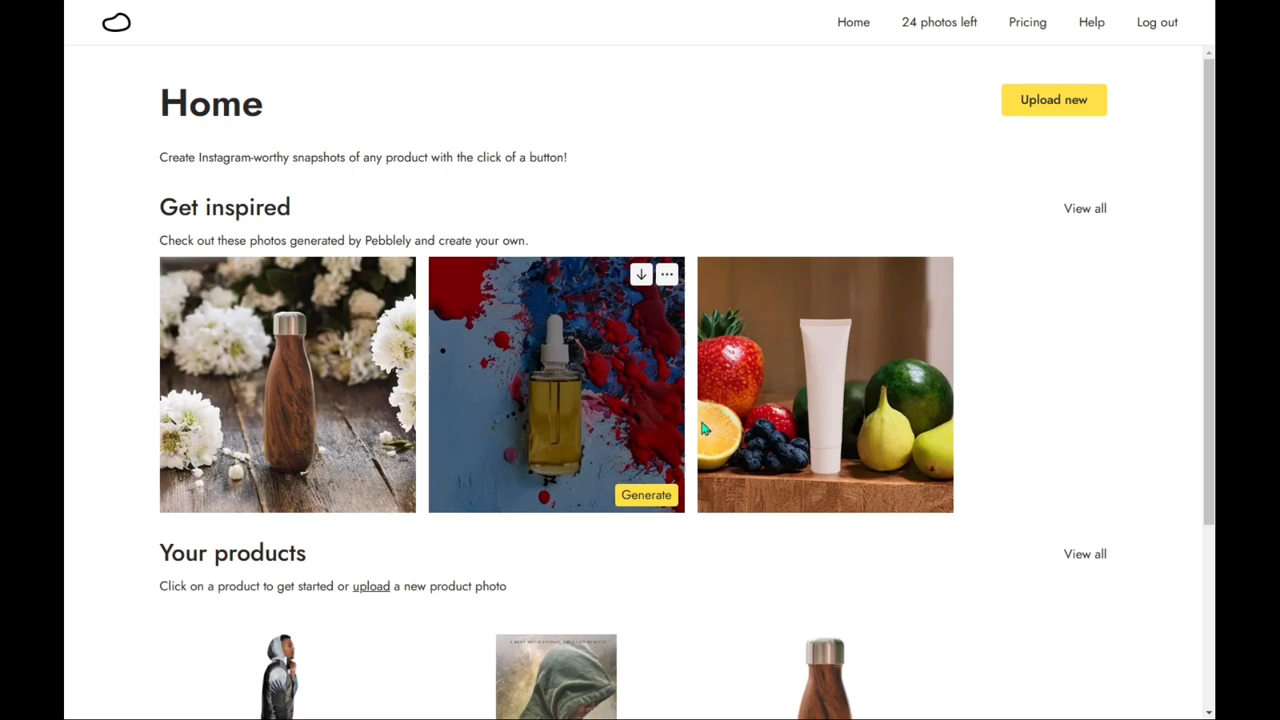 Home
24 photos left
Pricing
Help
Log out
Home
Upload new
Create Instagram-worthy snapshots of any product with the click of a button!
Get inspired
View all
Check out these photos generated by Pebblely and create your own.
Generate
Your products
View all
Click on a product to get started or upload a new product photo